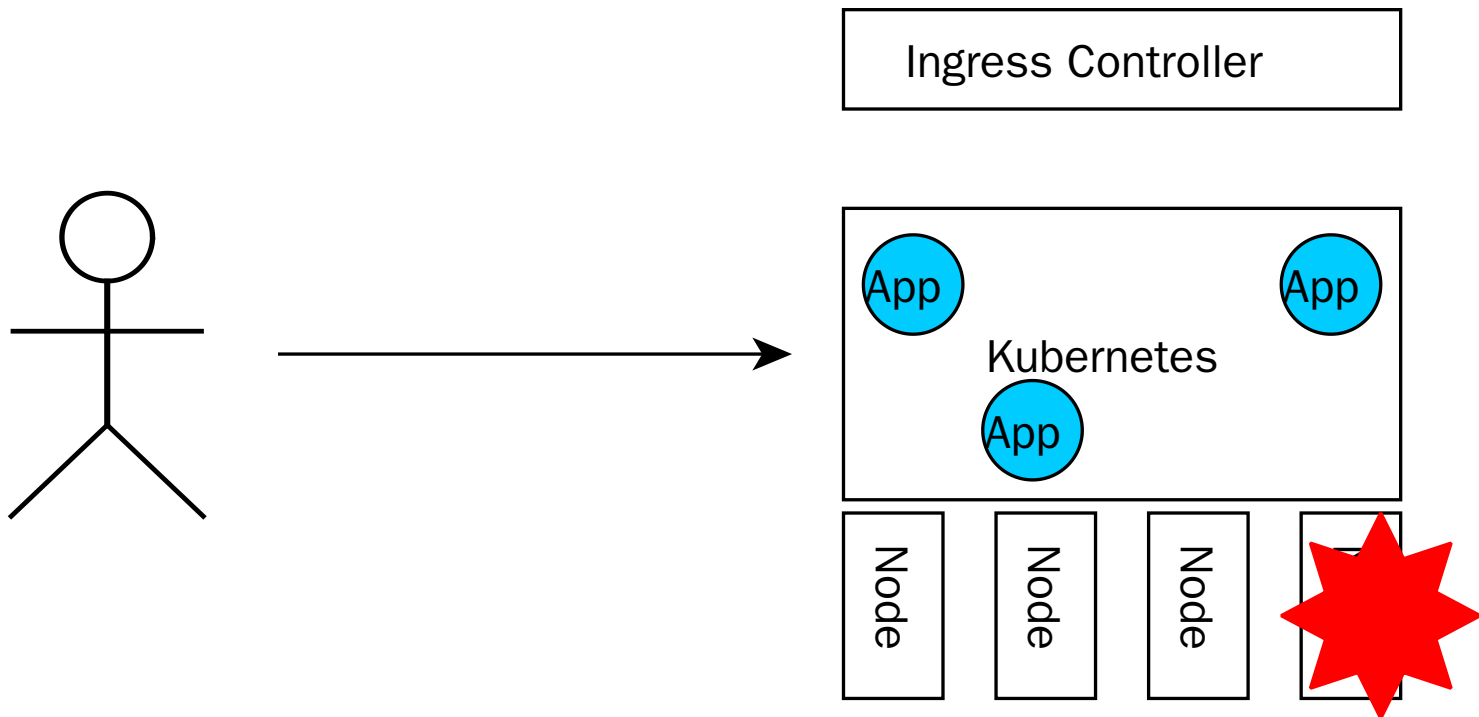 Ingress Controller
App
App
Kubernetes
App
Node
Node
Node